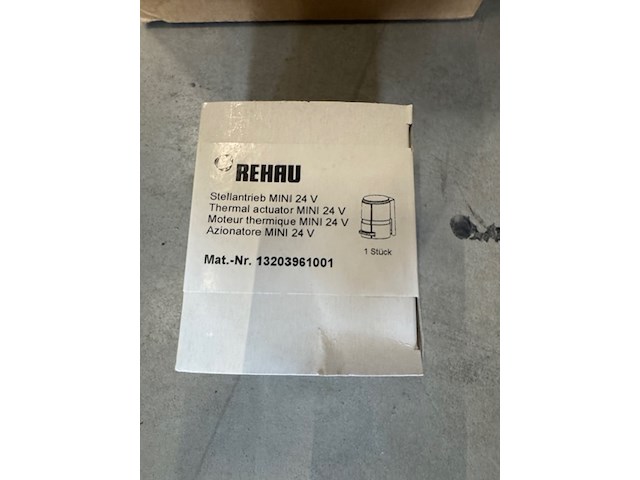 REHAU
Stellantrieb MINI 24 V
Thermal actuator MINI 24 V
Moteur thermique MINI 24 V
Azionatore MINI 24 V
1 Stück
Mat.-Nr. 13203961001